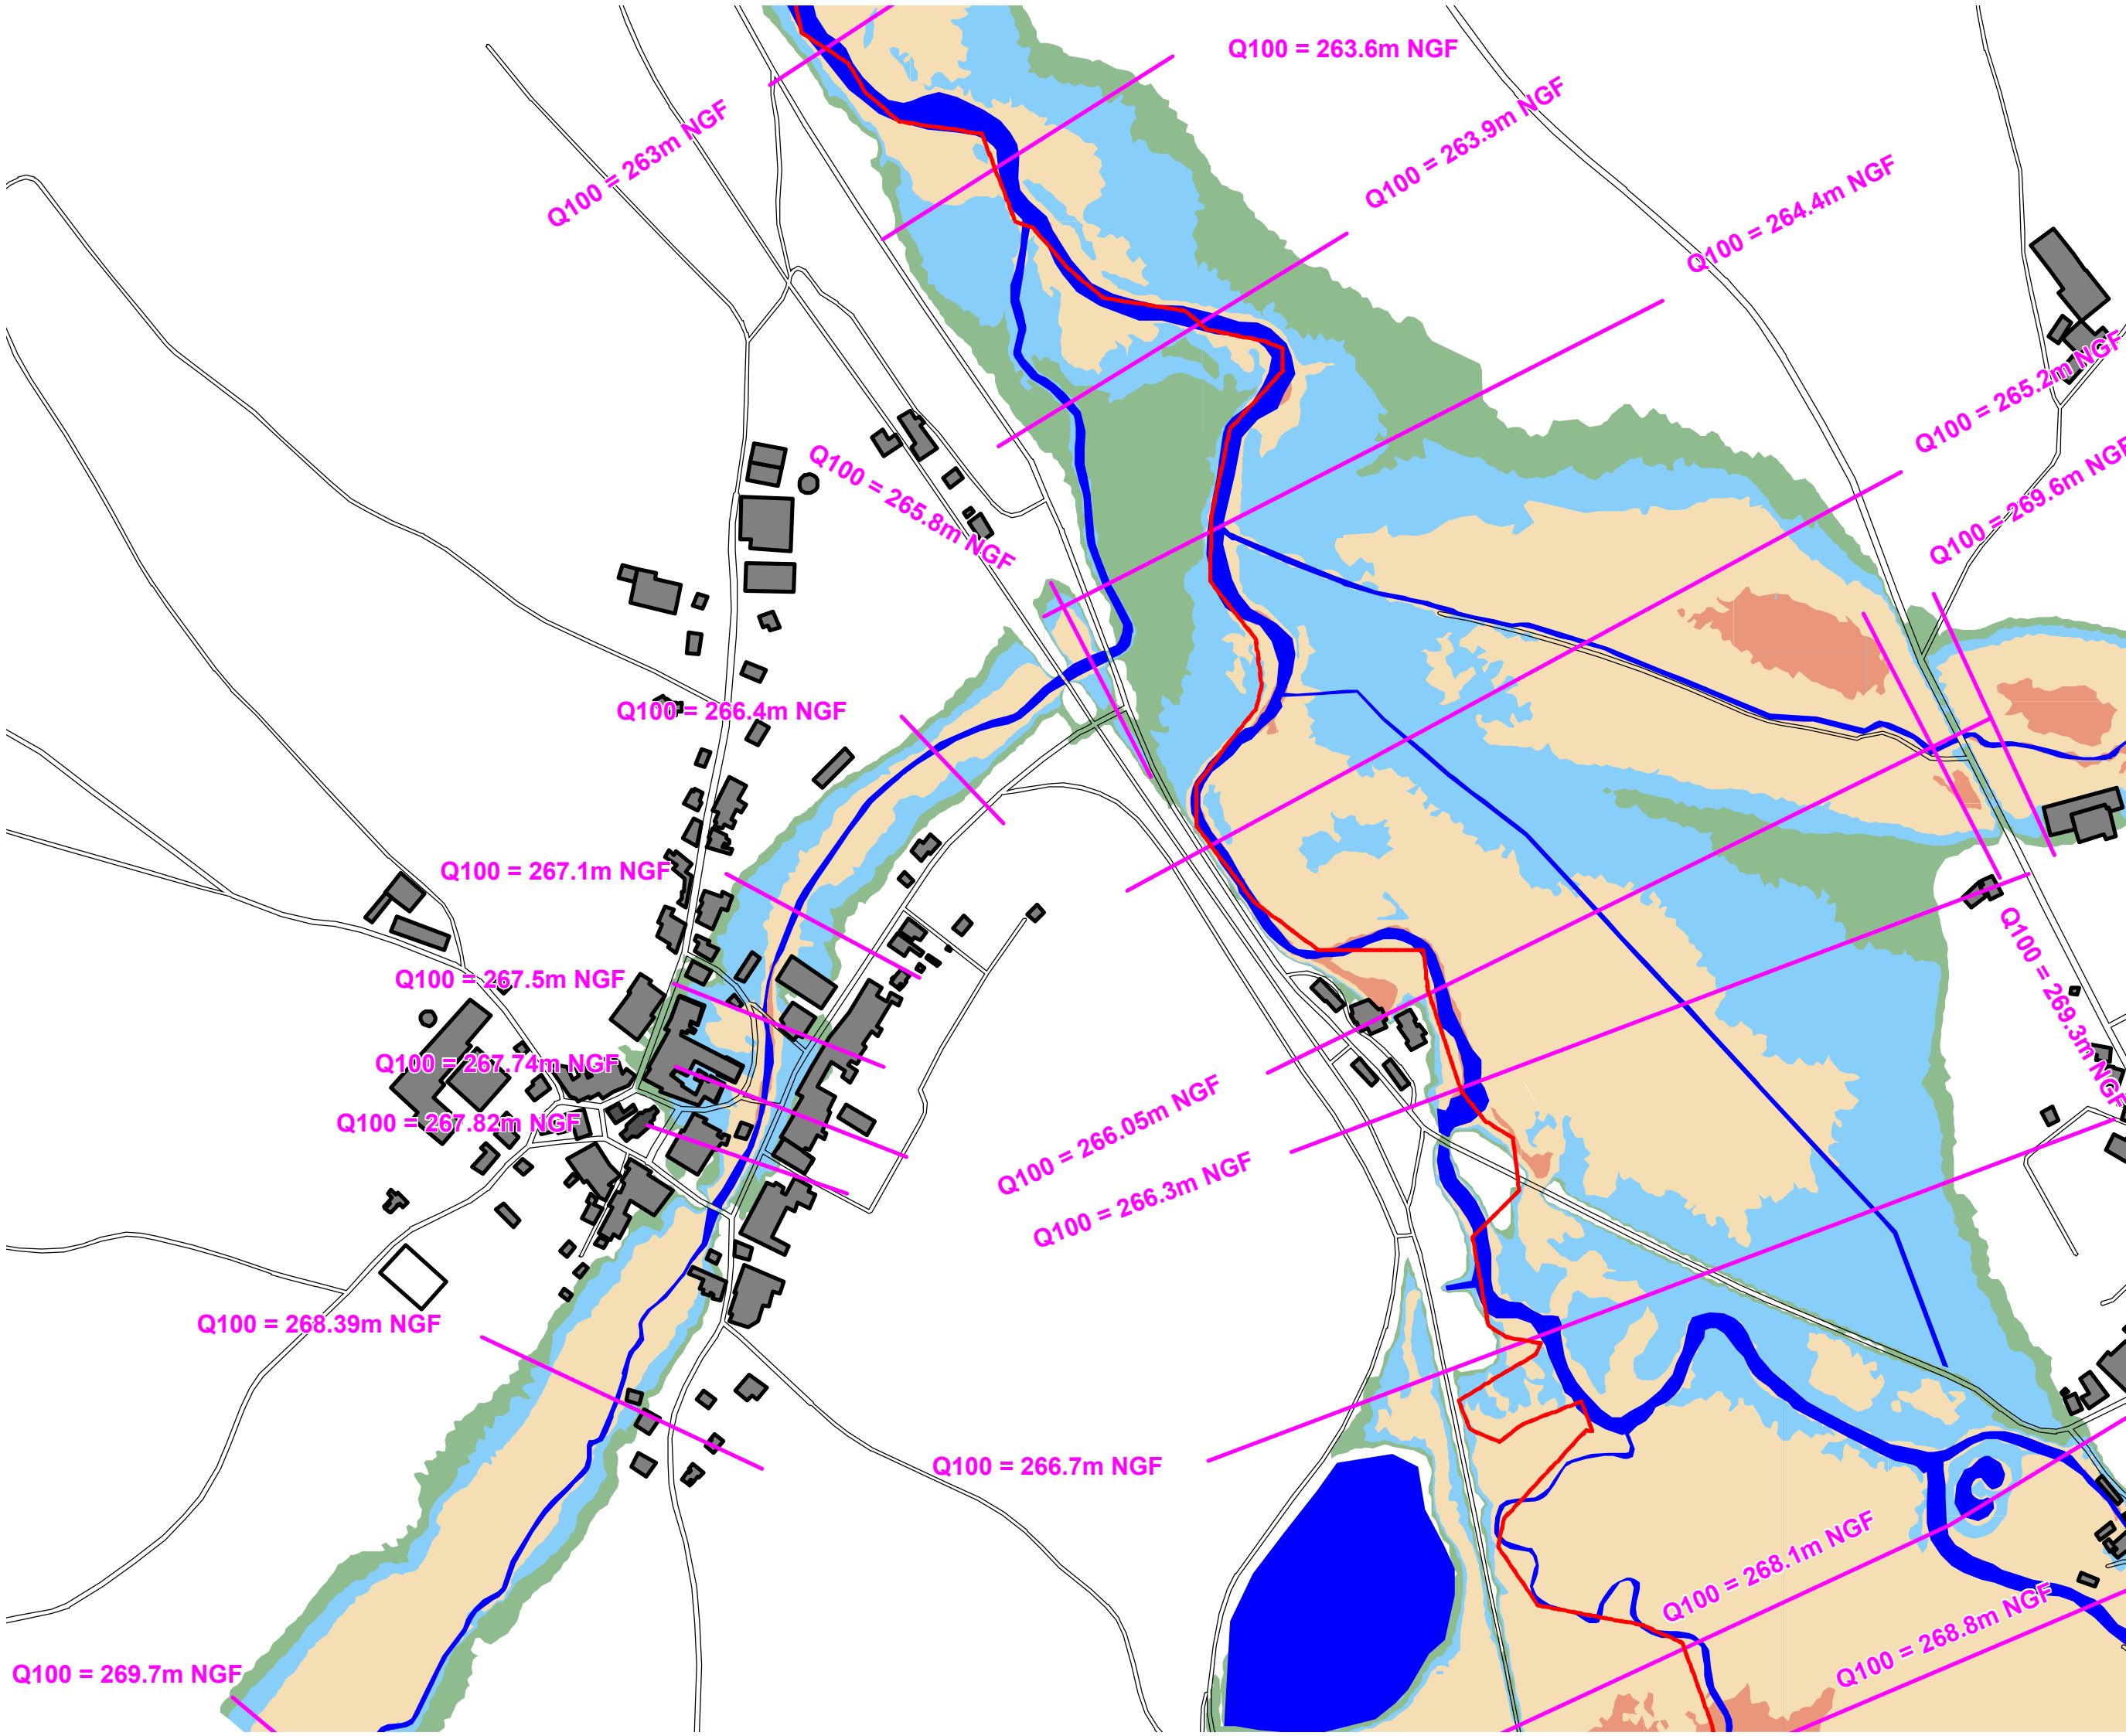 Q100 = 263.6m NGF
Q100 = 263m NGF
Q100 = 263.9m NGF
Q100 = 264.4m NGF
Q100 = 265.2m NGF
Q100 = 269.6m NGF
Q100 = 265.8m NGF
Q100 = 266.4m NGF
Q100 = 267.1m NGF
Q100 = 267.5m NGF
Q100 = 269.3m NGF
Q100 = 267.74m NGF
Q100 = 267.82m NGF
Q100 = 266.05m NGF
Q100 = 266.3m NGF
Q100 = 268.39m NGF
Q100 = 266.7m NGF
Q100 = 268.1m NGF
Q100 = 268.8m NGF
Q100 = 269.7m NGF